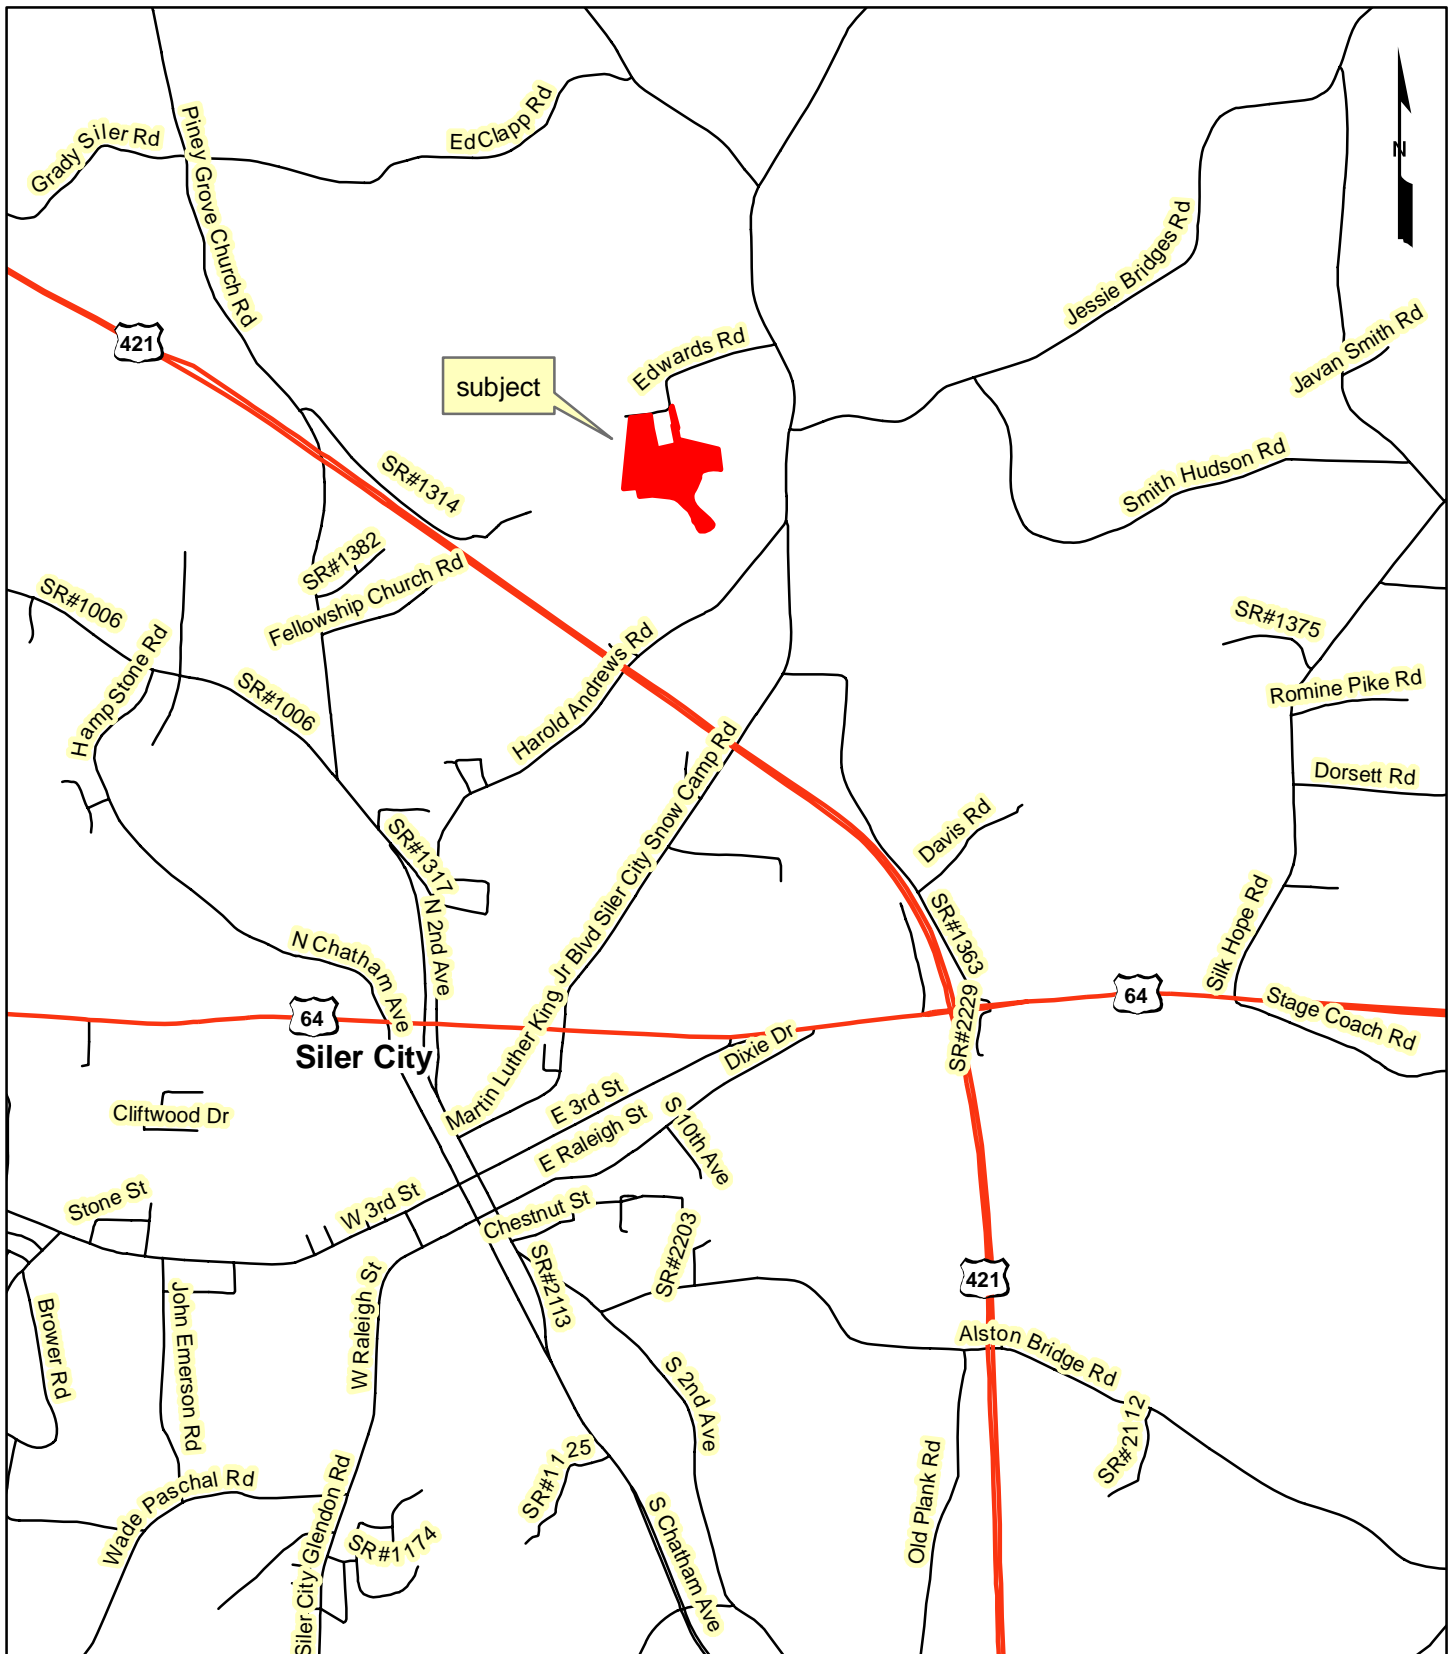 Ed Clapp Rd
Grady Siler Rd
Piney Grove Church Rd
N
Jessie Bridges Rd
421
Edwards Rd
Javan Smith Rd
subject
SR#1314
Smith Hudson Rd
SR#1382
Fellowship Church Rd
SR#1006
Hamp Stone Rd
SR#1375
Harold Andrews Rd
SR#1006
Romine Pike Rd
Dorsett Rd
Davis Rd
SR#1317
Martin Luther King Jr Blvd Siler City Snow Camp Rd
N 2nd Ave
SR#1363
Silk Hope Rd
N Chatham Ave
64
64
Stage Coach Rd
SR#2229
Siler City
Dixie Dr
Cliftwood Dr
E 3rd St
E Raleigh St
S 10th Ave
Stone St
W 3rd St
Chestnut St
SR#2203
SR#2113
421
W Raleigh St
John Emerson Rd
Brower Rd
Alston Bridge Rd
S 2nd Ave
SR#2112
SR#1125
Old Plank Rd
Wade Paschal Rd
Siler City Glendon Rd
SR#1174
S Chatham Ave